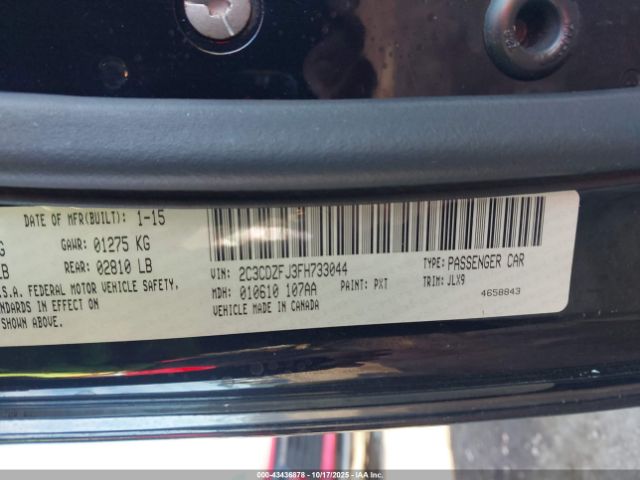 DATE OF MFR(BUILT): 1-15
G GAWR: 01275 KG
LB REAR: 02810 LB
.S.A. FEDERAL MOTOR VEHICLE SAFETY,
TANDARDS IN EFFECT ON
SHOWN ABOVE.
VIN: 2C3CDZFJ3FH733044 TYPE: PASSENGER CAR
MDH: 010610 107AA PAINT: PXT TRIM: JLX9
VEHICLE MADE IN CANADA 4658843
000-43436878 | 10/17/2025 | IAA Inc.